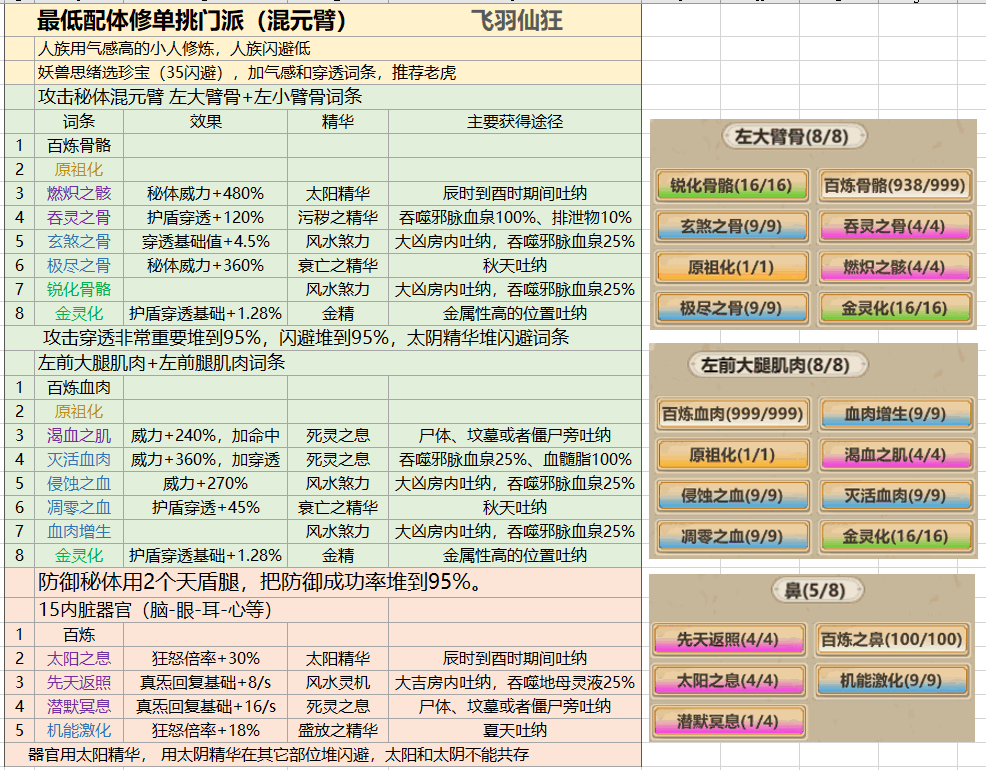 最低配体修单挑门派（混元臂） 飞羽仙狂
人族用气感高的小人修炼，人族闪避低
妖兽思绪选珍宝（35闪避），加气感和穿透词条，推荐老虎
攻击秘体混元臂 左大臂骨+左小臂骨词条
词条 效果 精华 主要获得途径
1 百炼骨骼
2 原祖化
3 燃炽之骸 秘体威力+480% 太阳精华 辰时到酉时期间吐纳
4 吞灵之骨 护盾穿透+120% 污秽之精华 吞噬邪脉血泉100%、排泄物10%
5 玄煞之骨 穿透基础值+4.5% 风水煞力 大凶房内吐纳，吞噬邪脉血泉25%
6 极尽之骨 秘体威力+360% 衰亡之精华 秋天吐纳
7 锐化骨骼 风水煞力 大凶房内吐纳，吞噬邪脉血泉25%
8 金灵化 护盾穿透基础+1.28% 金精 金属性高的位置吐纳
攻击穿透非常重要堆到95%，闪避堆到95%，太阴精华堆闪避词条
左前大腿肌肉+左前腿肌肉词条
1 百炼血肉
2 原祖化
3 渴血之肌 威力+240%，加命中 死灵之息 尸体、坟墓或者僵尸旁吐纳
4 灭活血肉 威力+360%，加穿透 死灵之息 吞噬邪脉血泉25%、血髓脂100%
5 侵蚀之血 威力+270% 风水煞力 大凶房内吐纳，吞噬邪脉血泉25%
6 凋零之血 护盾穿透+45% 衰亡之精华 秋天吐纳
7 血肉增生 风水煞力 大凶房内吐纳，吞噬邪脉血泉25%
8 金灵化 护盾穿透基础+1.28% 金精 金属性高的位置吐纳
防御秘体用2个天盾腿，把防御成功率堆到95%。
15内脏器官（脑-眼-耳-心等）
1 百炼
2 太阳之息 狂怒倍率+30% 太阳精华 辰时到酉时期间吐纳
3 先天返照 真炁回复基础+8/s 风水灵机 大吉房内吐纳，吞噬地母灵液25%
4 潜默冥息 真炁回复基础+16/s 死灵之息 尸体、坟墓或者僵尸旁吐纳
5 机能激化 狂怒倍率+18% 盛放之精华 夏天吐纳
器官用太阳精华， 用太阴精华在其它部位堆闪避，太阳和太阴不能共存
左大臂骨(8/8)
锐化骨骼(16/16) 百炼骨骼(938/999)
玄煞之骨(9/9) 吞灵之骨(4/4)
原祖化(1/1) 燃炽之骸(4/4)
极尽之骨(9/9) 金灵化(16/16)
左前大腿肌肉(8/8)
百炼血肉(999/999) 血肉增生(9/9)
原祖化(1/1) 渴血之肌(4/4)
侵蚀之血(9/9) 灭活血肉(9/9)
凋零之血(9/9) 金灵化(16/16)
鼻(5/8)
先天返照(4/4) 百炼之鼻(100/100)
太阳之息(4/4) 机能激化(9/9)
潜默冥息(1/4)